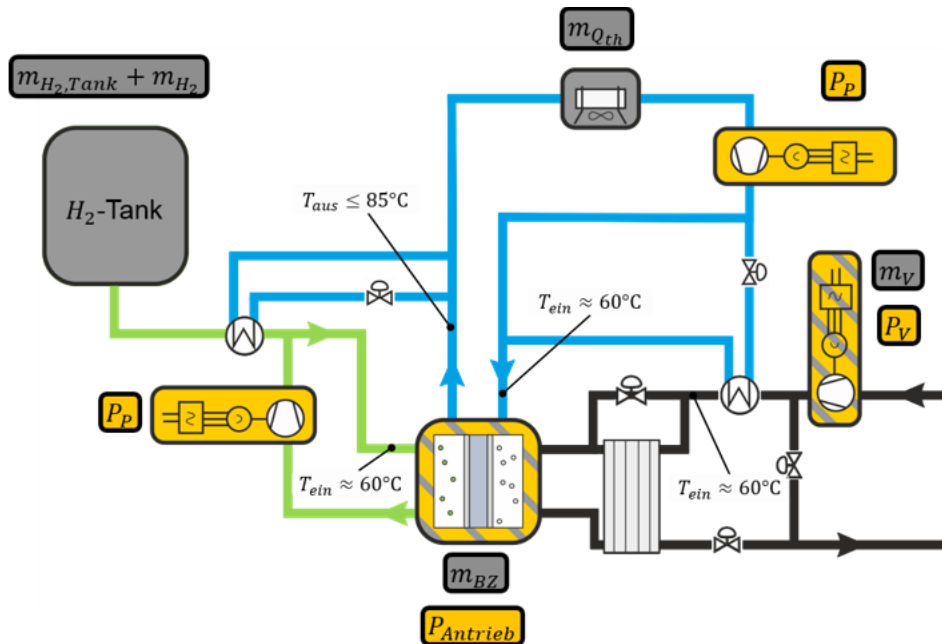 m_{Q_{th}}
m_{H_2,Tank} + m_{H_2}
P_P
H_2-Tank
T_{aus} ≤ 85°C
m_V
T_{ein} ≈ 60°C
P_V
P_P
T_{ein} ≈ 60°C
T_{ein} ≈ 60°C
m_{BZ}
P_{Antrieb}